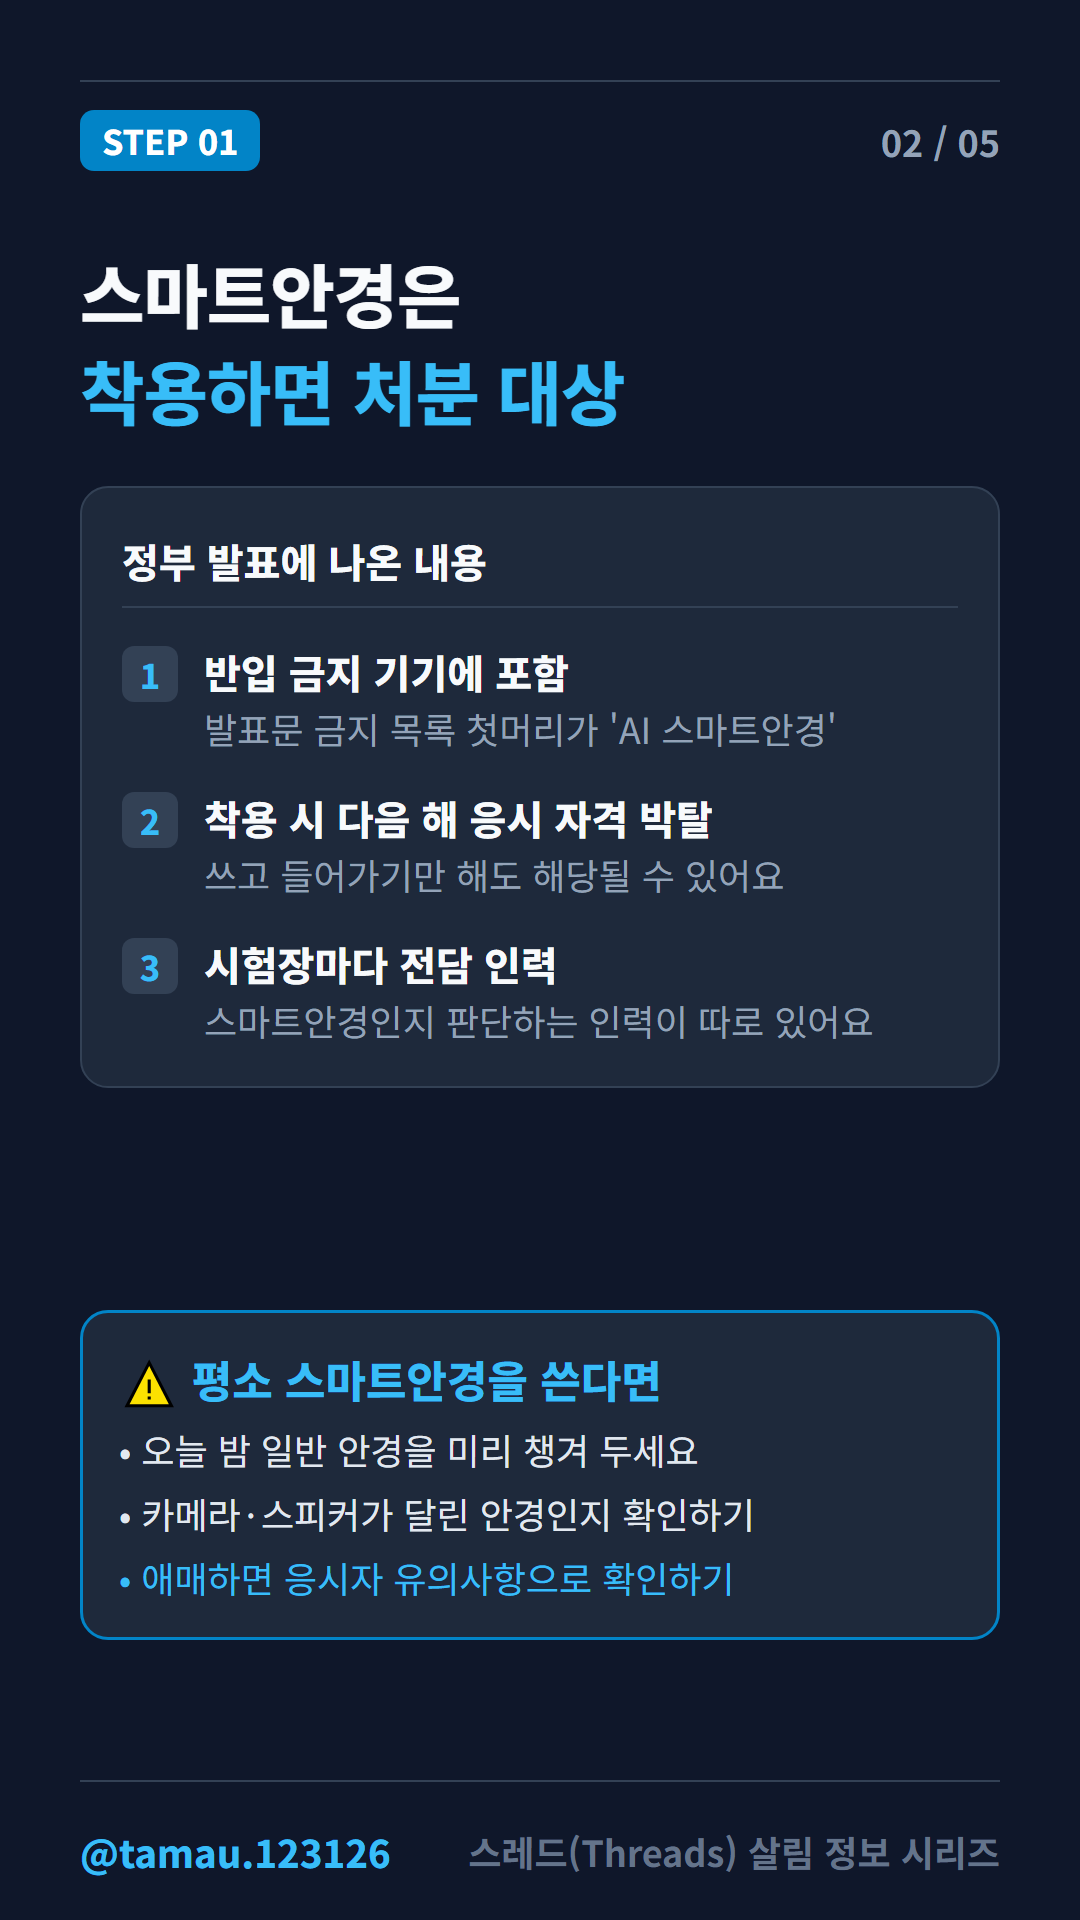 STEP 01
02 / 05
스마트안경은
착용하면 처분 대상
정부 발표에 나온 내용
1 반입 금지 기기에 포함
발표문 금지 목록 첫머리가 'AI 스마트안경'
2 착용 시 다음 해 응시 자격 박탈
쓰고 들어가기만 해도 해당될 수 있어요
3 시험장마다 전담 인력
스마트안경인지 판단하는 인력이 따로 있어요
⚠ 평소 스마트안경을 쓴다면
• 오늘 밤 일반 안경을 미리 챙겨 두세요
• 카메라·스피커가 달린 안경인지 확인하기
• 애매하면 응시자 유의사항으로 확인하기
@tamau.123126
스레드(Threads) 살림 정보 시리즈